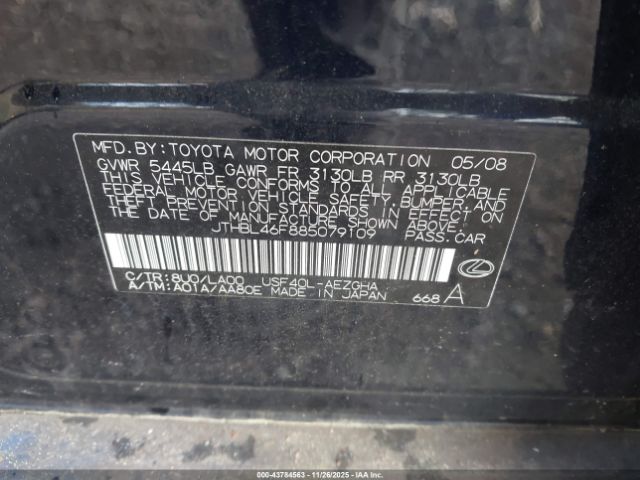 MFD.BY:TOYOTA MOTOR CORPORATION 05/08
GVWR 5445LB GAWR FR 3130LB RR 3130LB
THIS VEHICLE CONFORMS TO ALL APPLICABLE
FEDERAL MOTOR VEHICLE SAFETY,BUMPER,AND
THEFT PREVENTION STANDARDS IN EFFECT ON
THE DATE OF MANUFACTURE SHOWN ABOVE.
JTHBL46F885079109 PASS.CAR
C/TR:8U0/LA00 USF40L-AEZGHA
A/TM:A01A/AA80E MADE IN JAPAN 668 A
000-43784563 | 11/26/2025 | IAAI.COM